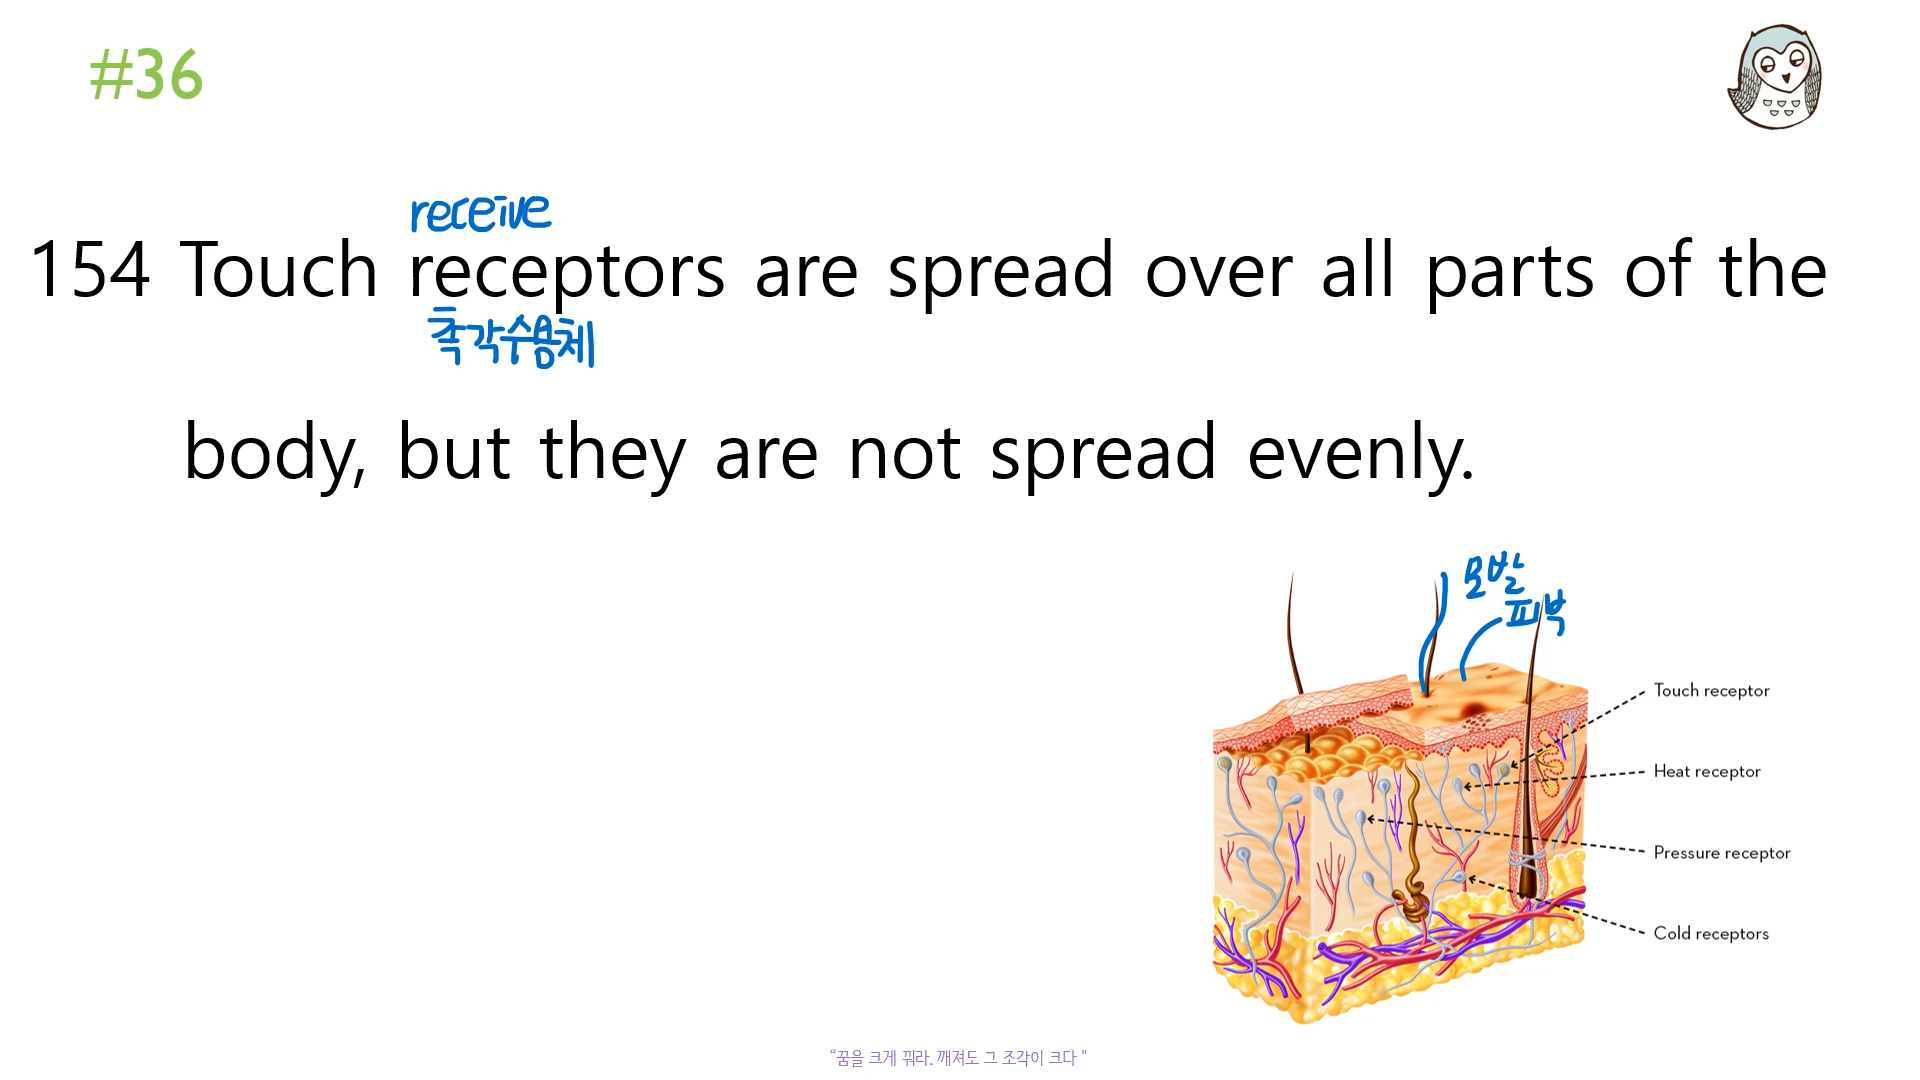 #36
receive
154 Touch receptors are spread over all parts of the
촉각수용체
body, but they are not spread evenly.
모발
피부
Touch receptor
Heat receptor
Pressure receptor
Cold receptors
“꿈을 크게 꿔라. 깨져도 그 조각이 크다 "